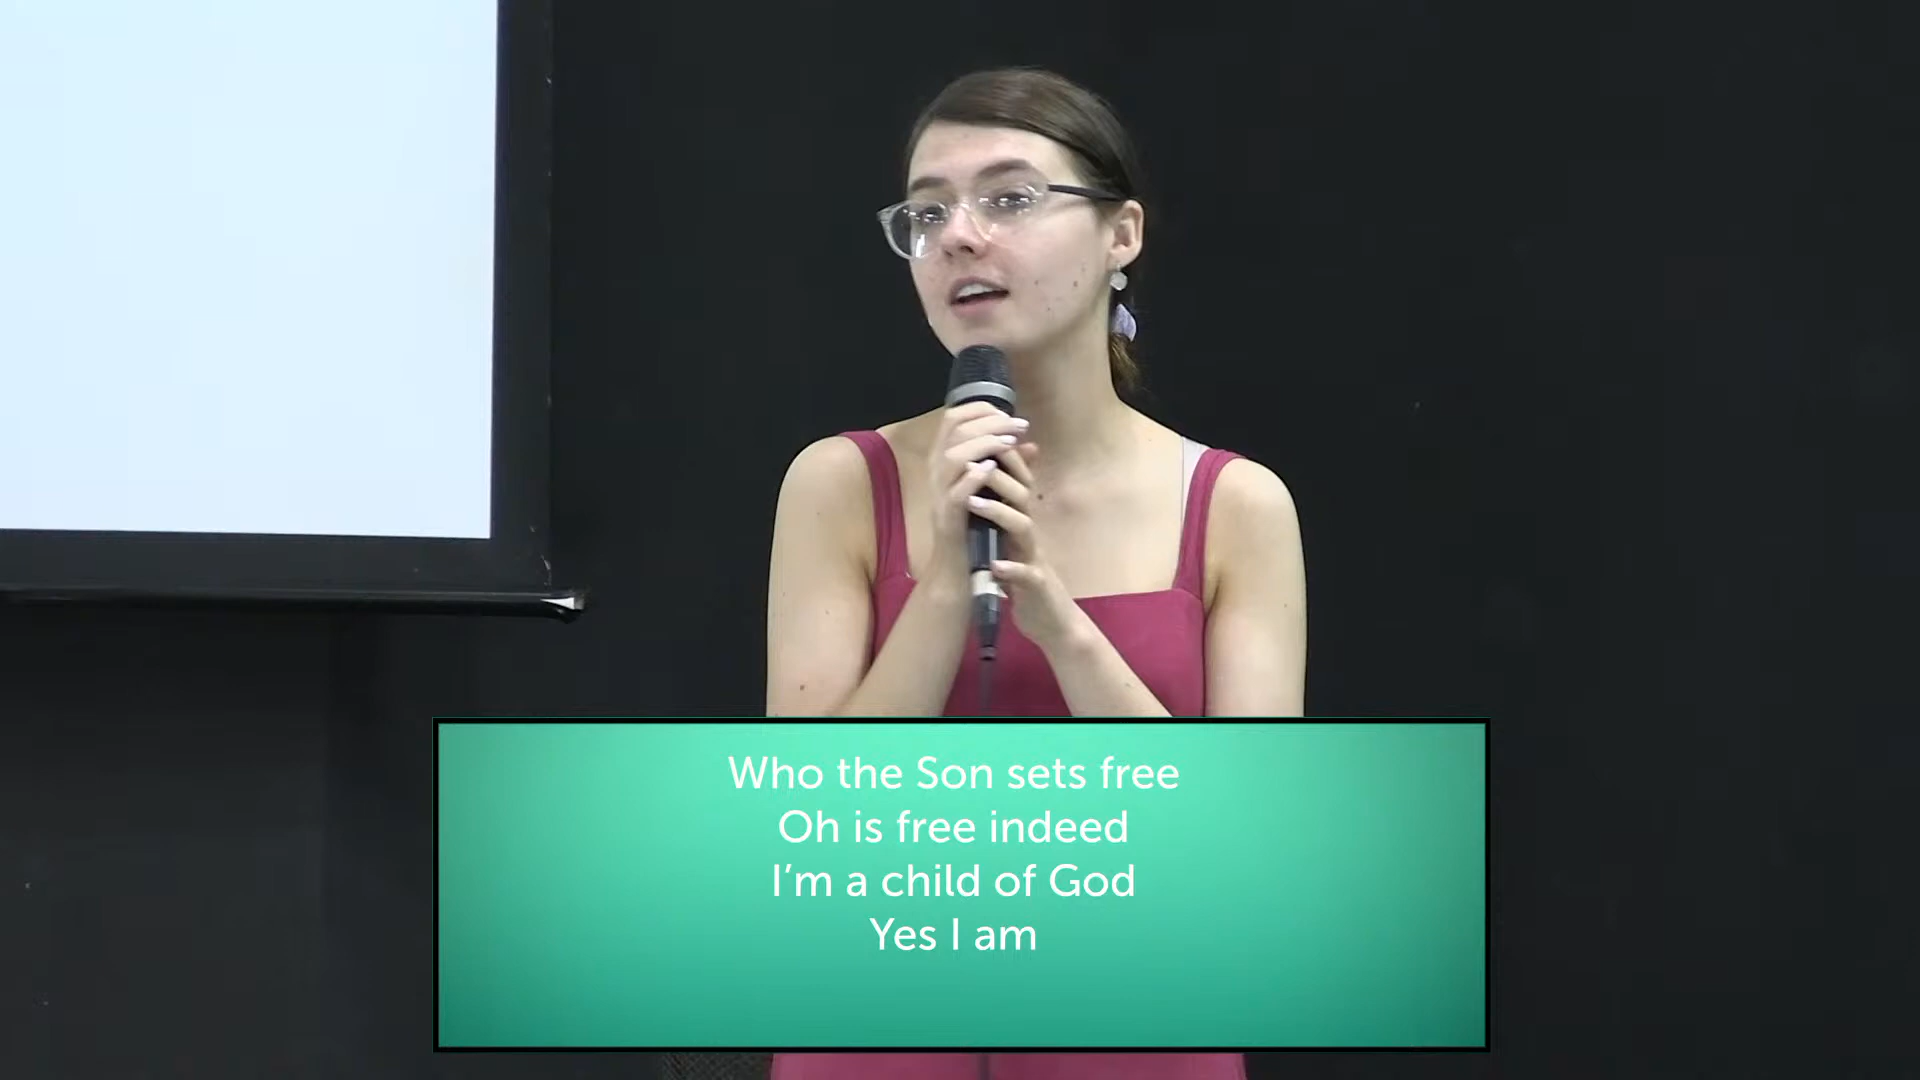 Who the Son sets free
Oh is free indeed
I’m a child of God
Yes I am